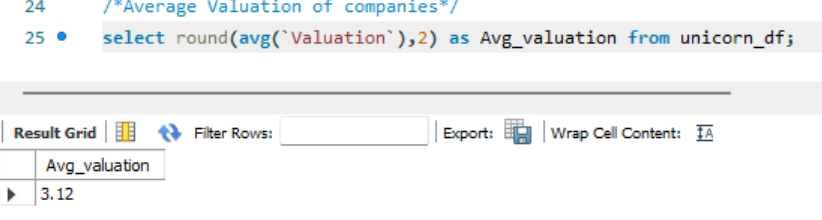 24 /*Average Valuation of companies*/
25 select round(avg(`Valuation`),2) as Avg_valuation from unicorn_df;
Result Grid Filter Rows: Export: Wrap Cell Content: IA
Avg_valuation
3.12